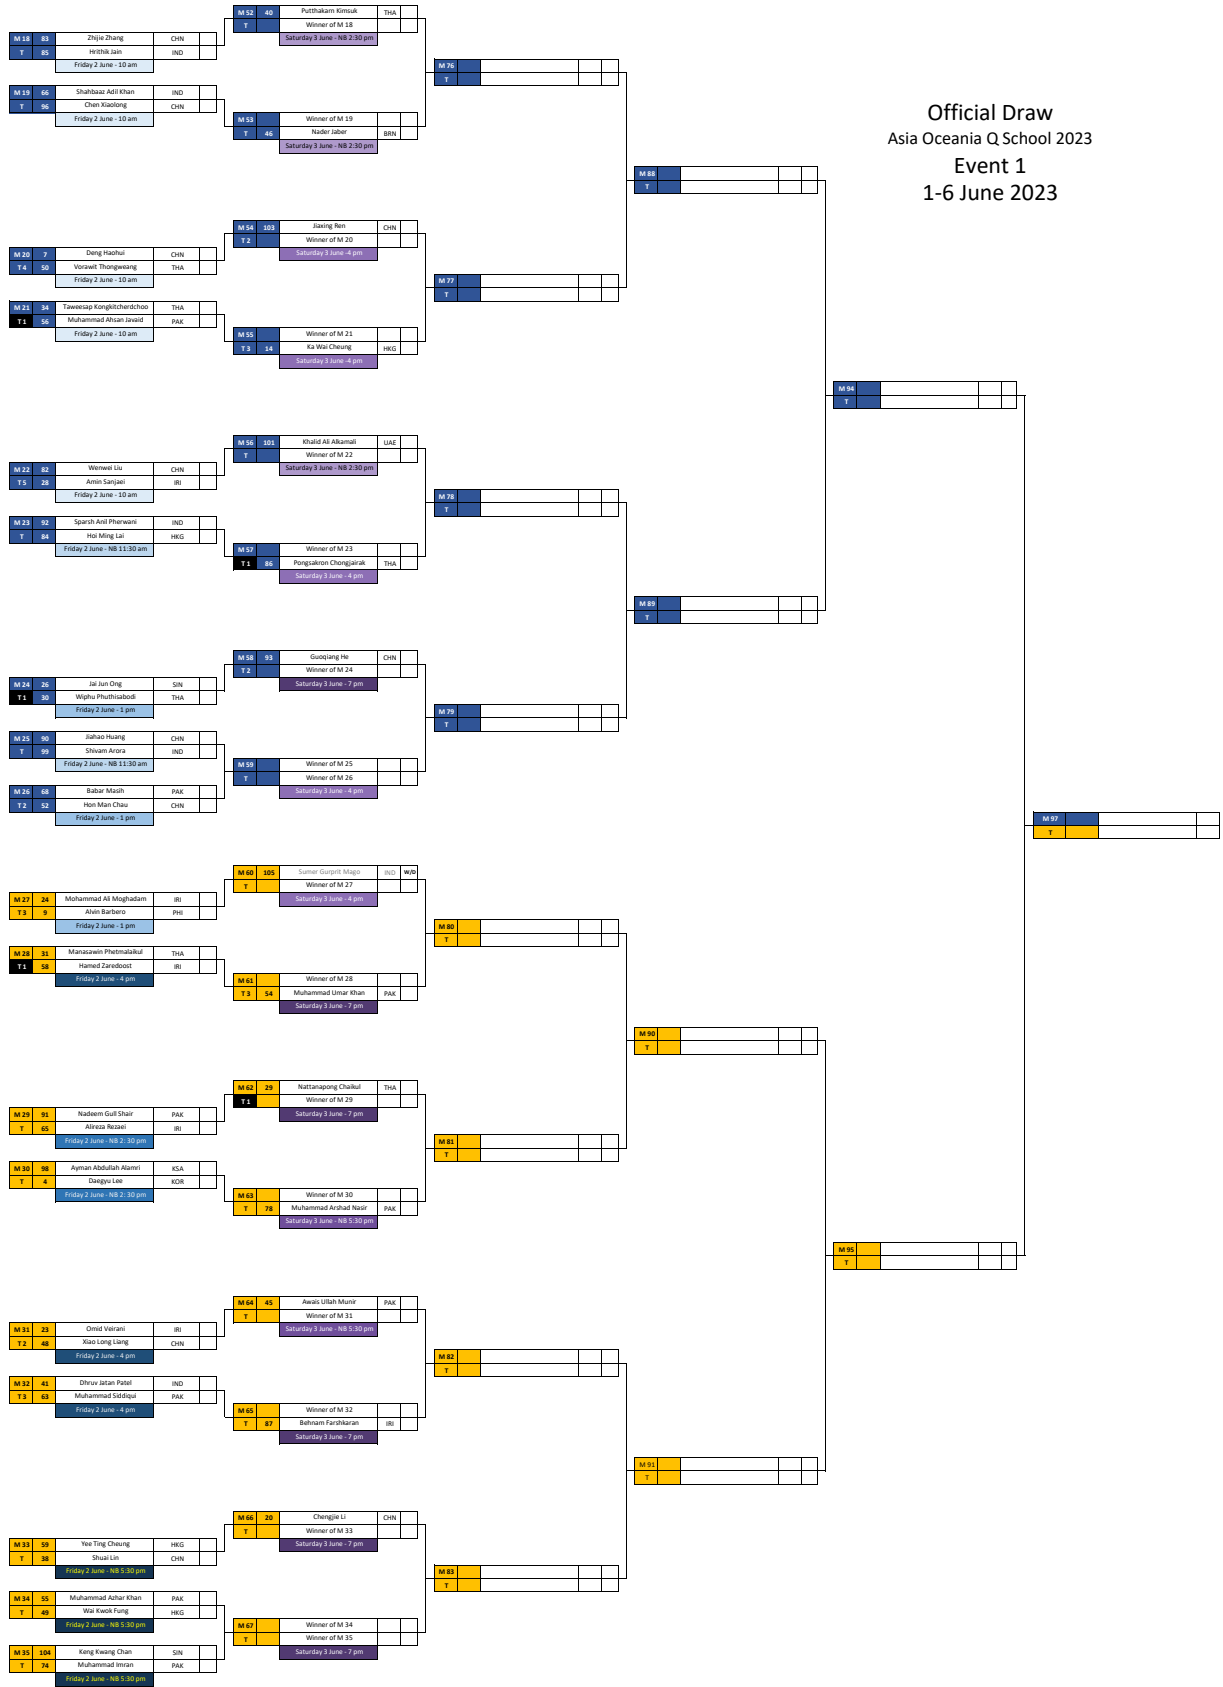 Official Draw
Asia Oceania Q School 2023
Event 1
1-6 June 2023
M 18 83 Zhijie Zhang CHN
T 85 Hrithik Jain IND
Friday 2 June - 10 am
M 19 66 Shahbaaz Adil Khan IND
T 96 Chen Xiaolong CHN
Friday 2 June - 10 am
M 20 7 Deng Haohui CHN
T 4 50 Vorawit Thongweang THA
Friday 2 June - 10 am
M 21 34 Taweesap Kongkitcherdchoo THA
T 1 56 Muhammad Ahsan Javaid PAK
Friday 2 June - 10 am
M 22 82 Wenwei Liu CHN
T 5 28 Amin Sanjaei IRI
Friday 2 June - 10 am
M 23 92 Sparsh Anil Pherwani IND
T 84 Hoi Ming Lai HKG
Friday 2 June - NB 11:30 am
M 24 26 Jai Jun Ong SIN
T 1 30 Wiphu Phuthisabodi THA
Friday 2 June - 1 pm
M 25 90 Jiahao Huang CHN
T 99 Shivam Arora IND
Friday 2 June - NB 11:30 am
M 26 68 Babar Masih PAK
T 2 52 Hon Man Chau CHN
Friday 2 June - 1 pm
M 27 24 Mohammad Ali Moghadam IRI
T 3 9 Alvin Barbero PHI
Friday 2 June - 1 pm
M 28 31 Manasawin Phetmalaikul THA
T 1 58 Hamed Zaredoost IRI
Friday 2 June - 4 pm
M 29 91 Nadeem Gull Shair PAK
T 65 Alireza Rezaei IRI
Friday 2 June - NB 2: 30 pm
M 30 98 Ayman Abdullah Alamri KSA
T 4 Daegyu Lee KOR
Friday 2 June - NB 2: 30 pm
M 31 23 Omid Veirani IRI
T 2 48 Xiao Long Liang CHN
Friday 2 June - 4 pm
M 32 41 Dhruv Jatan Patel IND
T 3 63 Muhammad Siddiqui PAK
Friday 2 June - 4 pm
M 33 59 Yee Ting Cheung HKG
T 38 Shuai Lin CHN
Friday 2 June - NB 5:30 pm
M 34 55 Muhammad Azhar Khan PAK
T 49 Wai Kwok Fung HKG
Friday 2 June - NB 5:30 pm
M 35 104 Keng Kwang Chan SIN
T 74 Muhammad Imran PAK
Friday 2 June - NB 5:30 pm
M 52 40 Putthakarn Kimsuk THA
T Winner of M 18
Saturday 3 June - NB 2:30 pm
M 53 Winner of M 19
T 46 Nader Jaber BRN
Saturday 3 June - NB 2:30 pm
M 54 103 Jiaxing Ren CHN
T 2 Winner of M 20
Saturday 3 June -4 pm
M 55 Winner of M 21
T 3 14 Ka Wai Cheung HKG
Saturday 3 June -4 pm
M 56 101 Khalid Ali Alkamali UAE
T Winner of M 22
Saturday 3 June - NB 2:30 pm
M 57 Winner of M 23
T 1 86 Pongsakron Chongjairak THA
Saturday 3 June - 4 pm
M 58 93 Guoqiang He CHN
T 2 Winner of M 24
Saturday 3 June - 7 pm
M 59 Winner of M 25
T Winner of M 26
Saturday 3 June - 4 pm
M 60 105 Sumer Gurprit Mago IND W/D
T Winner of M 27
Saturday 3 June - 4 pm
M 61 Winner of M 28
T 3 54 Muhammad Umar Khan PAK
Saturday 3 June - 7 pm
M 62 29 Nattanapong Chaikul THA
T 1 Winner of M 29
Saturday 3 June - 7 pm
M 63 Winner of M 30
T 78 Muhammad Arshad Nasir PAK
Saturday 3 June - NB 5:30 pm
M 64 45 Awais Ullah Munir PAK
T Winner of M 31
Saturday 3 June - NB 5:30 pm
M 65 Winner of M 32
T 87 Behnam Farshkaran IRI
Saturday 3 June - 7 pm
M 66 20 Chengjie Li CHN
T Winner of M 33
Saturday 3 June - 7 pm
M 67 Winner of M 34
T Winner of M 35
Saturday 3 June - 7 pm
M 76
T
M 77
T
M 78
T
M 79
T
M 80
T
M 81
T
M 82
T
M 83
T
M 88
T
M 89
T
M 90
T
M 91
T
M 94
T
M 95
T
M 97
T